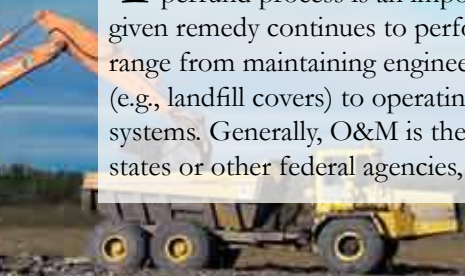 perfund process is an impo
given remedy continues to perfo
range from maintaining enginee
(e.g., landfill covers) to operatin
systems. Generally, O&M is the
states or other federal agencies,